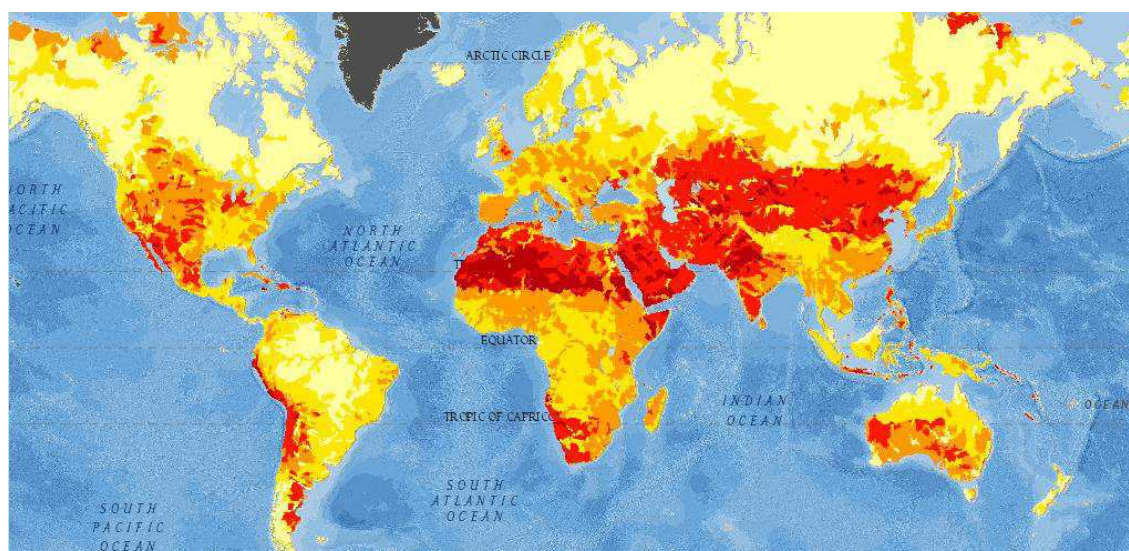 ARCTIC CIRCLE
NORTH
PACIFIC
OCEAN
NORTH
ATLANTIC
OCEAN
EQUATOR
INDIAN
OCEAN
OCEAN
TROPIC OF CAPRIC
SOUTH
ATLANTIC
OCEAN
SOUTH
PACIFIC
OCEAN